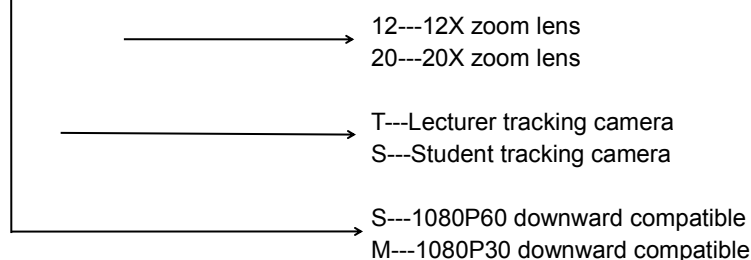 12---12X zoom lens
20---20X zoom lens
T---Lecturer tracking camera
S---Student tracking camera
S---1080P60 downward compatible
M---1080P30 downward compatible